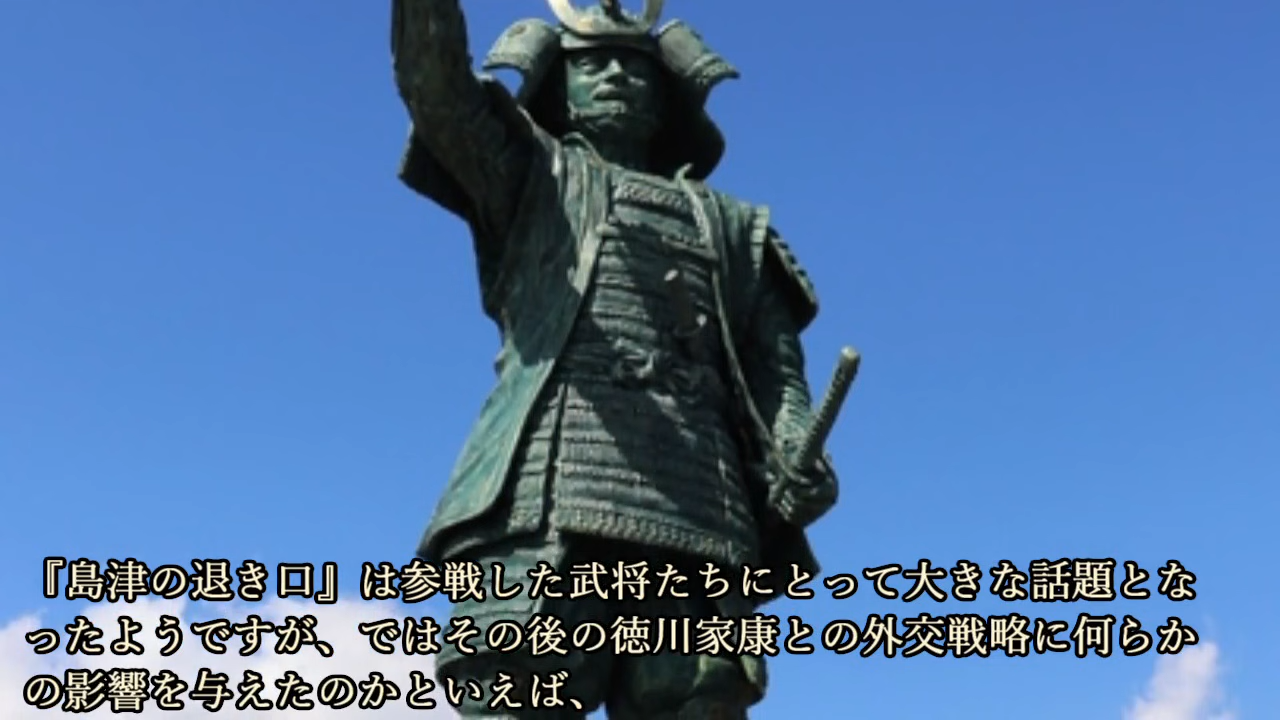 『島津の退き口』は参戦した武将たちにとって大きな話題とな
ったようですが、ではその後の徳川家康との外交戦略に何らか
の影響を与えたのかといえば、